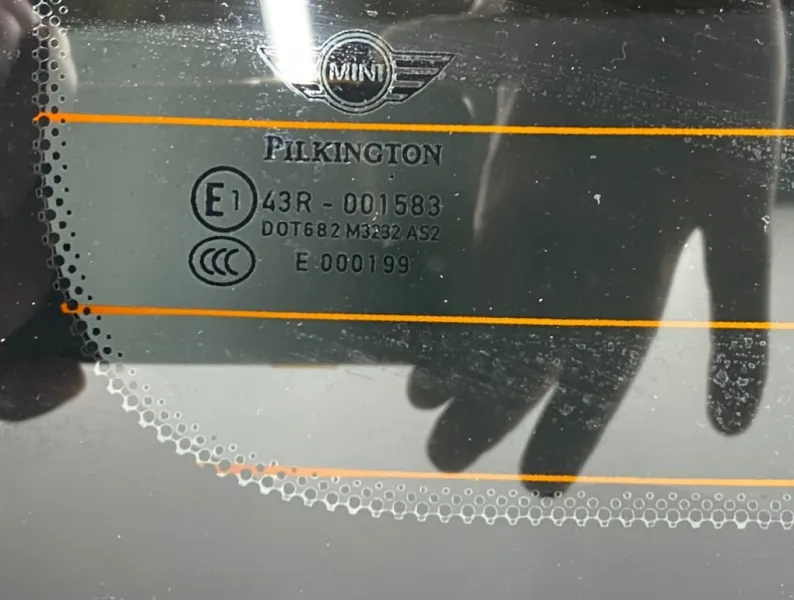 MINI
PILKINGTON
E1 43R - 001583
DOT682 M3232 AS2
CCC E 000199